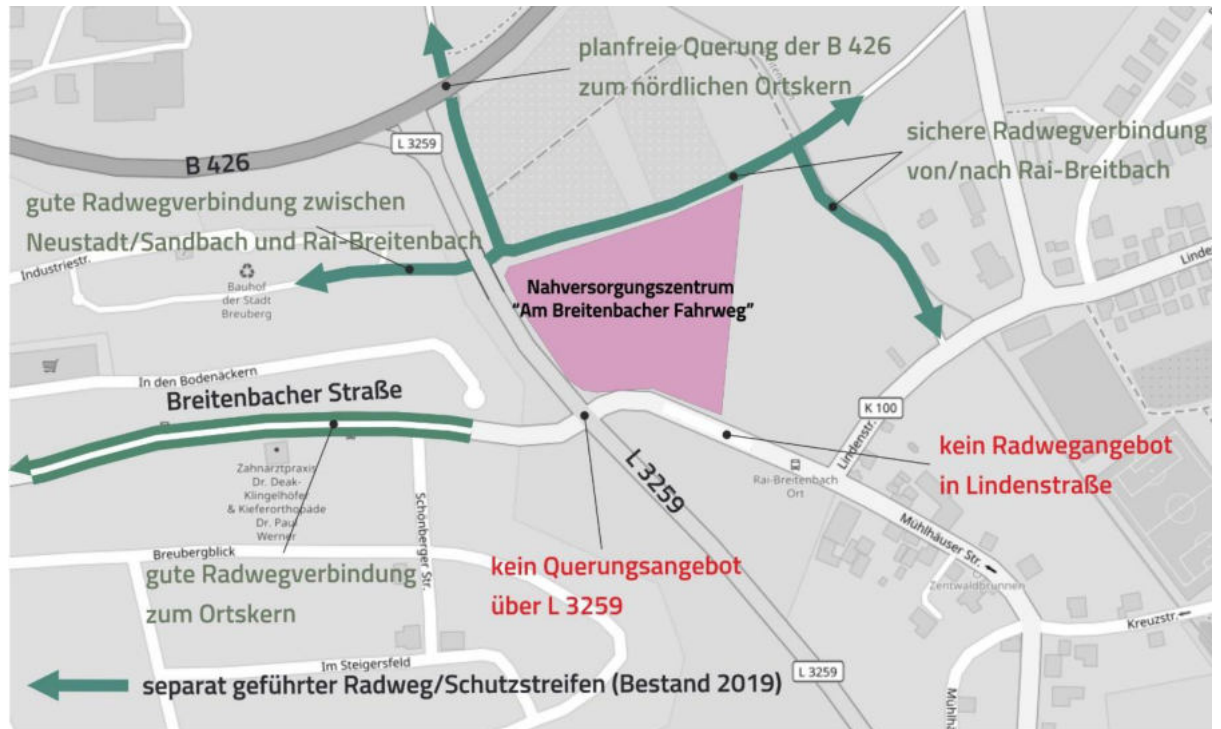 planfreie Querung der B 426
zum nördlichen Ortskern
L 3259
B 426
sichere Radwegverbindung
von/nach Rai-Breitbach
gute Radwegverbindung zwischen
Neustadt/Sandbach und Rai-Breitenbach
Industriestr.
Bauhof
der Stadt
Breuberg
Nahversorgungszentrum
"Am Breitenbacher Fahrweg"
In den Bodenäckern
Breitenbacher Straße
K 100
Lindenstr.
kein Radwegangebot
in Lindenstraße
Zahnarztpraxis
Dr. Deak-
Klingelhöfer
& Kieferorthopäde
Dr. Paul
Werner
Schönberger Str.
L 3259
Rai-Breitenbach
Ort
Mühlhäuser Str.
Zentwaldbrunnen
Kreuzstr.
Breubergblick
gute Radwegverbindung
zum Ortskern
kein Querungsangebot
über L 3259
Im Steigersfeld
L 3259
separat geführter Radweg/Schutzstreifen (Bestand 2019)